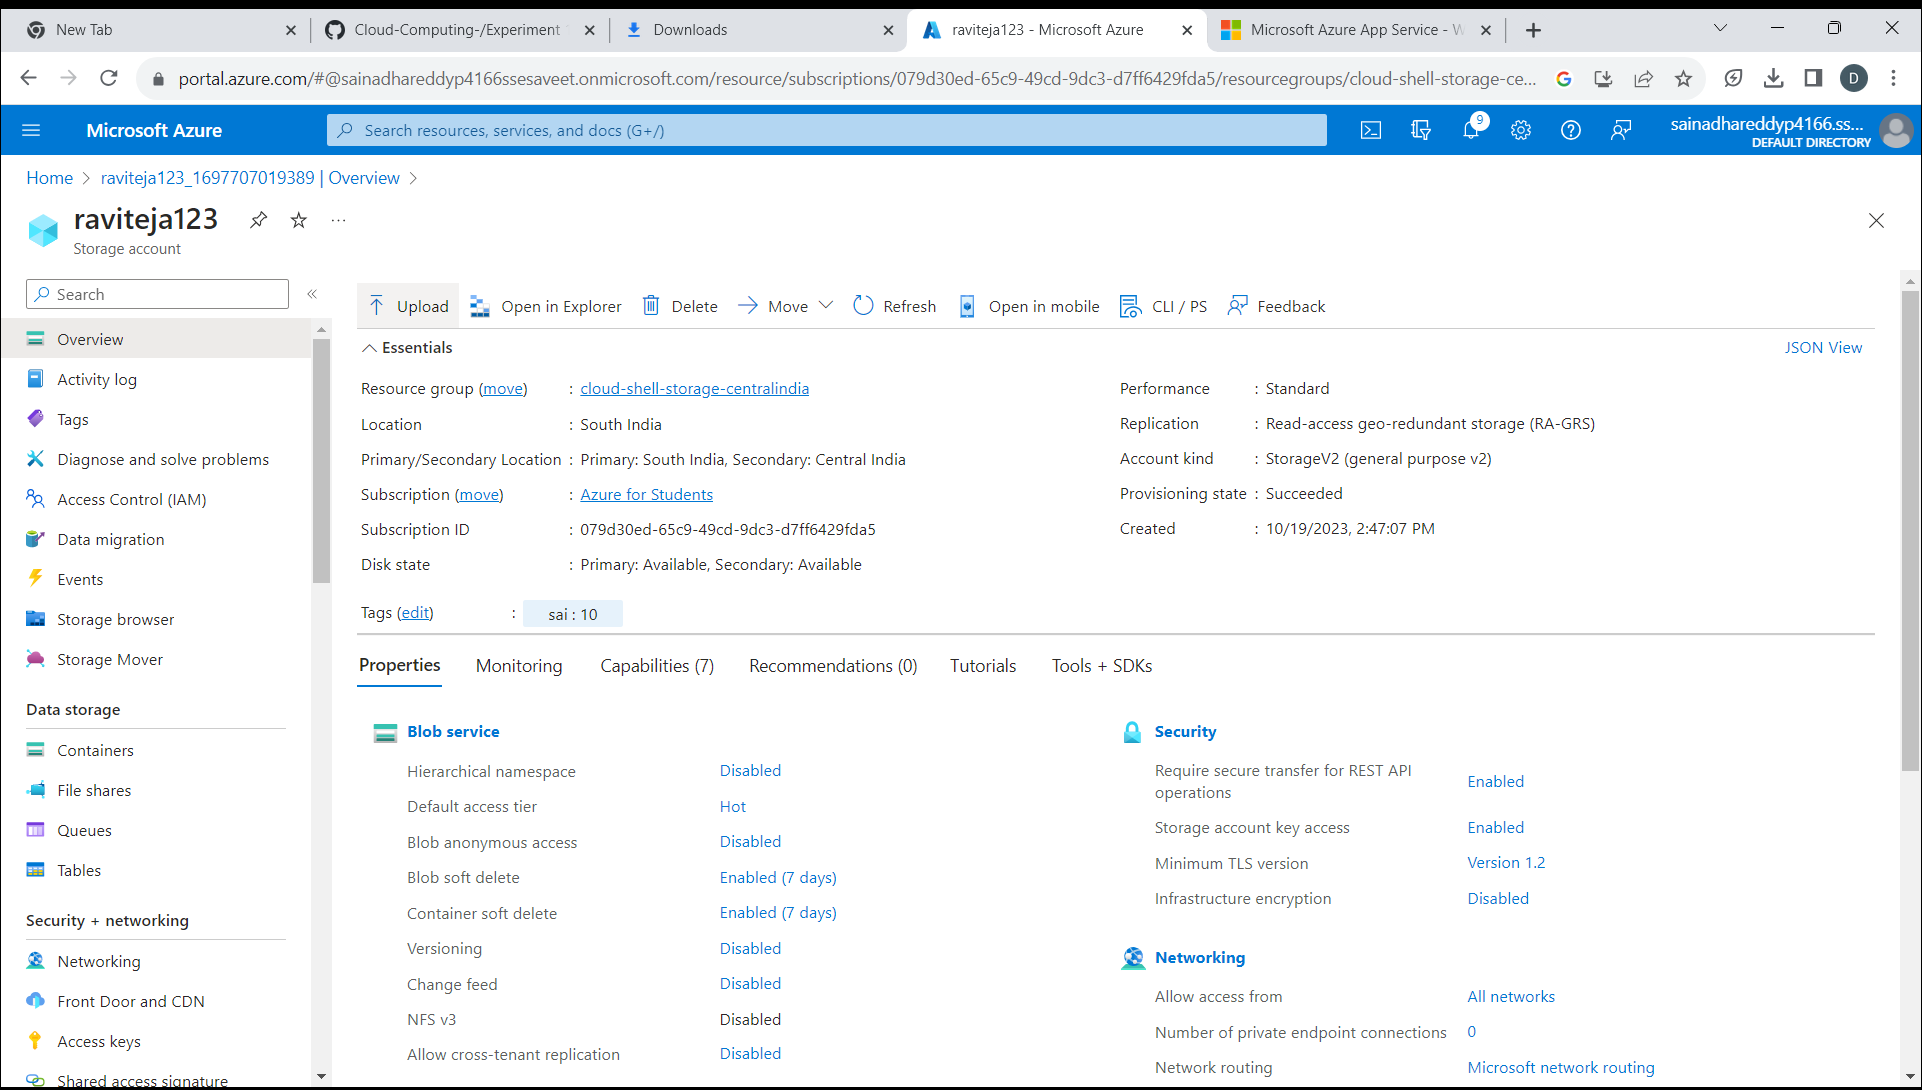 New Tab
Cloud-Computing-/Experiment
Downloads
raviteja123 - Microsoft Azure
Microsoft Azure App Service - W
portal.azure.com/#@sainadhareddyp4166ssesaveet.onmicrosoft.com/resource/subscriptions/079d30ed-65c9-49cd-9dc3-d7ff6429fda5/resourcegroups/cloud-shell-storage-ce...
D
Microsoft Azure
Search resources, services, and docs (G+/)
9
sainadhareddyp4166.ss...
DEFAULT DIRECTORY
Home > raviteja123_1697707019389 | Overview >
raviteja123
Storage account
Search
Overview
Activity log
Tags
Diagnose and solve problems
Access Control (IAM)
Data migration
Events
Storage browser
Storage Mover
Data storage
Containers
File shares
Queues
Tables
Security + networking
Networking
Front Door and CDN
Access keys
Shared access signature
Upload
Open in Explorer
Delete
Move
Refresh
Open in mobile
CLI / PS
Feedback
Essentials
JSON View
Resource group (move) : cloud-shell-storage-centralindia
Location : South India
Primary/Secondary Location : Primary: South India, Secondary: Central India
Subscription (move) : Azure for Students
Subscription ID : 079d30ed-65c9-49cd-9dc3-d7ff6429fda5
Disk state : Primary: Available, Secondary: Available
Performance : Standard
Replication : Read-access geo-redundant storage (RA-GRS)
Account kind : StorageV2 (general purpose v2)
Provisioning state : Succeeded
Created : 10/19/2023, 2:47:07 PM
Tags (edit) : sai : 10
Properties
Monitoring
Capabilities (7)
Recommendations (0)
Tutorials
Tools + SDKs
Blob service
Hierarchical namespace Disabled
Default access tier Hot
Blob anonymous access Disabled
Blob soft delete Enabled (7 days)
Container soft delete Enabled (7 days)
Versioning Disabled
Change feed Disabled
NFS v3 Disabled
Allow cross-tenant replication Disabled
Security
Require secure transfer for REST API
operations Enabled
Storage account key access Enabled
Minimum TLS version Version 1.2
Infrastructure encryption Disabled
Networking
Allow access from All networks
Number of private endpoint connections 0
Network routing Microsoft network routing